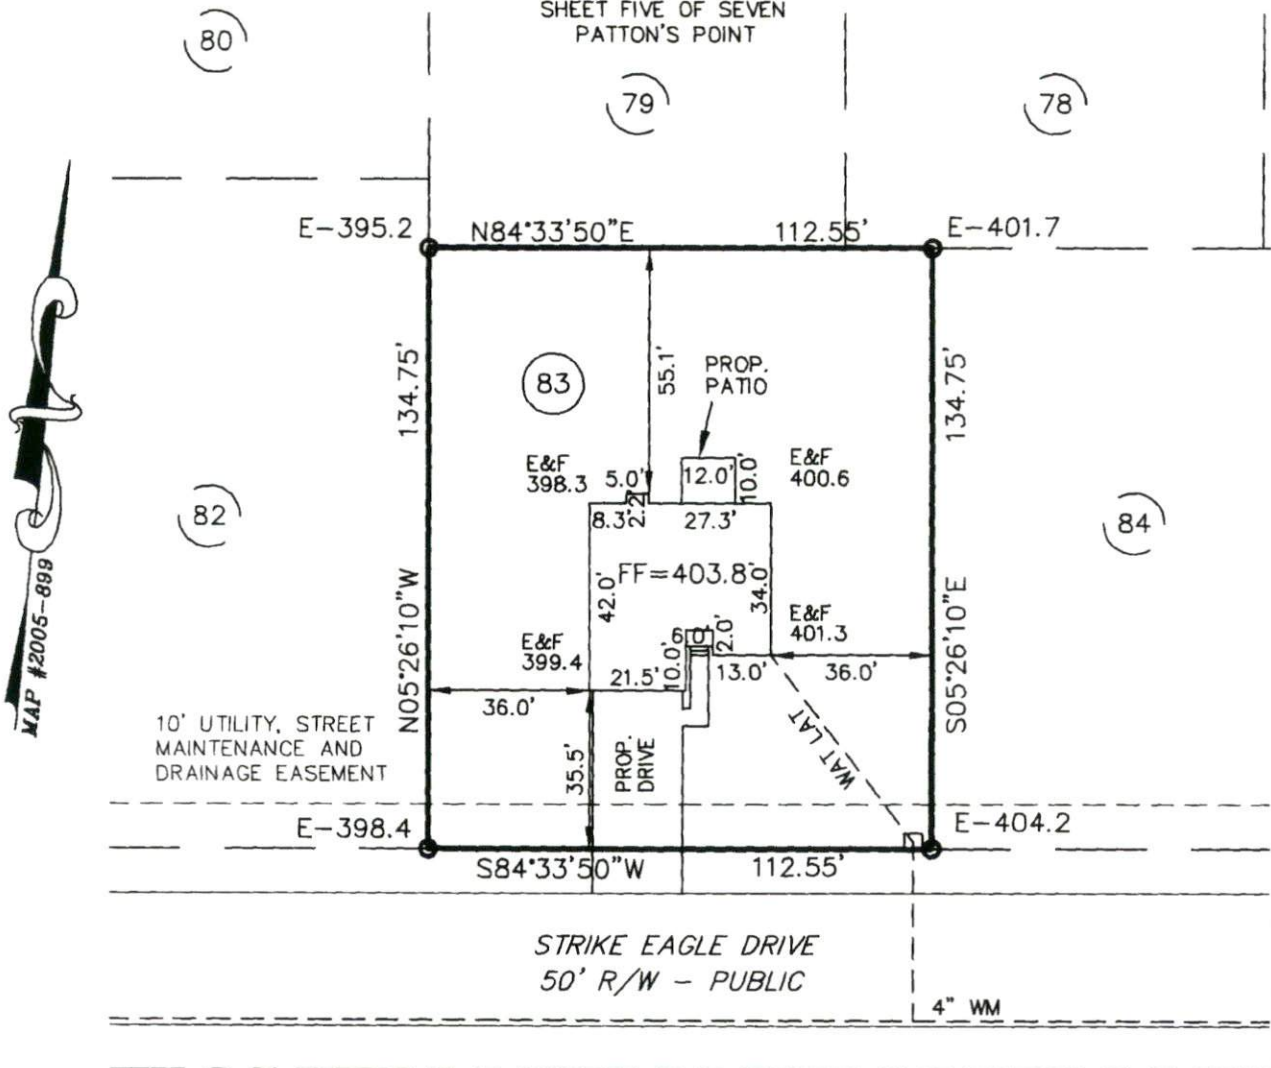 SHEET FIVE OF SEVEN
PATTON'S POINT
80
79
78
E-395.2
N84°33'50"E
112.55'
E-401.7
134.75'
83
55.1'
PROP.
PATIO
134.75'
E&F
398.3
5.0'
12.0'
10.0'
E&F
400.6
82
8.3'
2.2'
27.3'
84
MAP #2005-899
N05°26'10"W
42.0'
FF=403.8'
34.0'
S05°26'10"E
E&F
399.4
6.0'
2.0'
E&F
401.3
21.5'
10.0'
13.0'
36.0'
36.0'
10' UTILITY, STREET
MAINTENANCE AND
DRAINAGE EASEMENT
35.5'
PROP.
DRIVE
WAT LAT
E-398.4
E-404.2
S84°33'50"W
112.55'
STRIKE EAGLE DRIVE
50' R/W - PUBLIC
4" WM